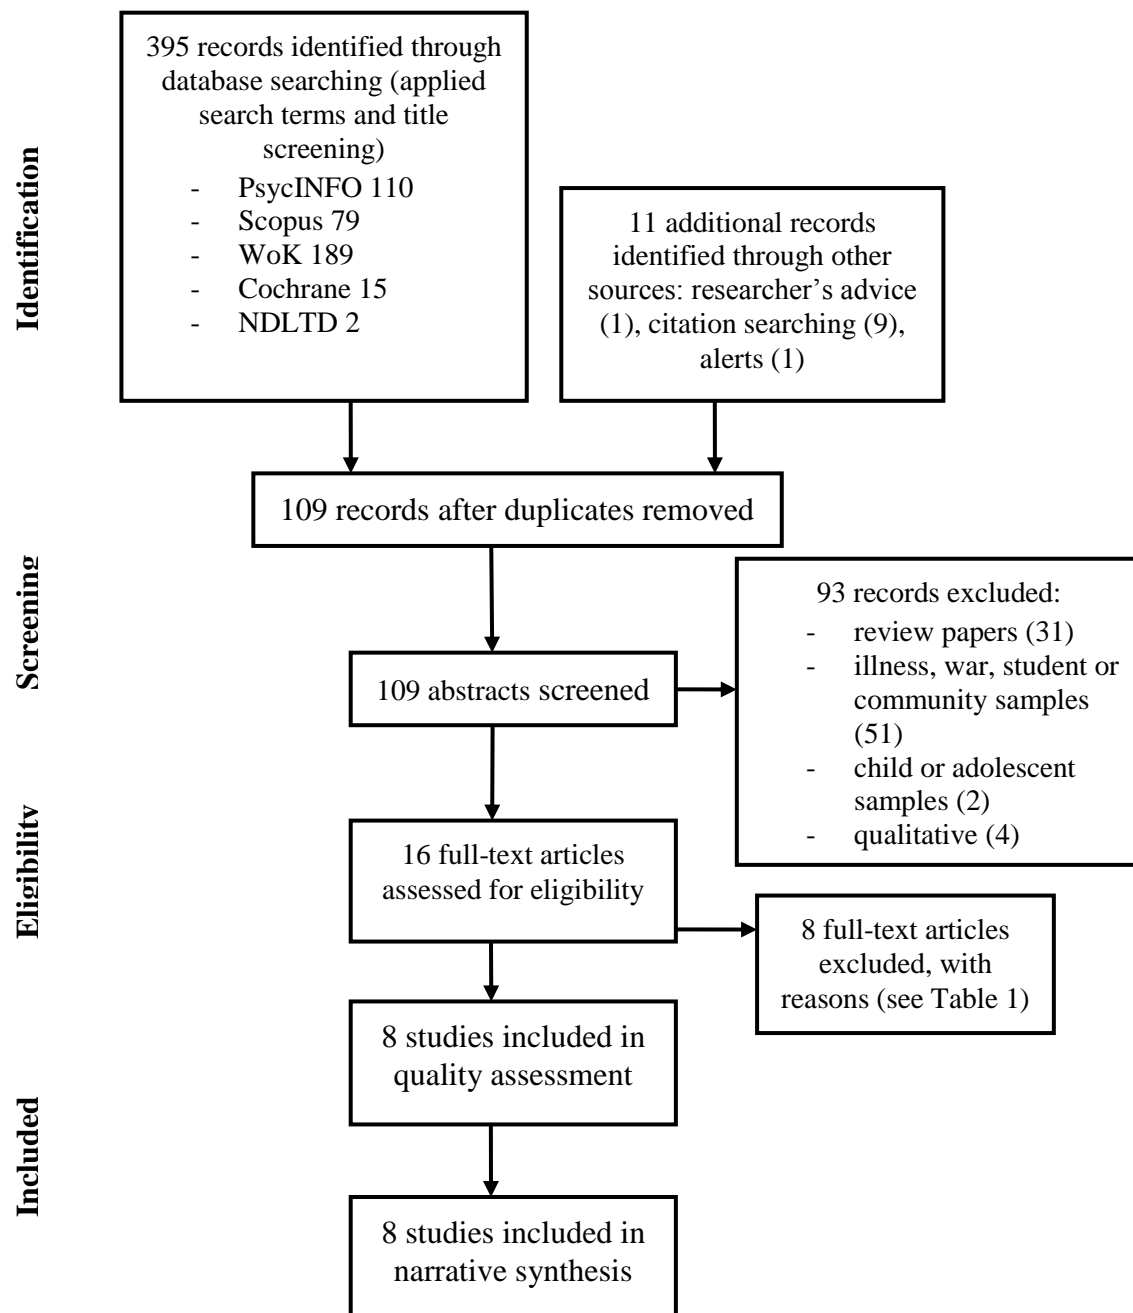 Identification
395 records identified through
database searching (applied
search terms and title
screening)
- PsycINFO 110
- Scopus 79
- WoK 189
- Cochrane 15
- NDLTD 2
11 additional records
identified through other
sources: researcher’s advice
(1), citation searching (9),
alerts (1)
109 records after duplicates removed
Screening
109 abstracts screened
93 records excluded:
- review papers (31)
- illness, war, student or
community samples
(51)
- child or adolescent
samples (2)
- qualitative (4)
Eligibility
16 full-text articles
assessed for eligibility
8 full-text articles
excluded, with
reasons (see Table 1)
8 studies included in
quality assessment
Included
8 studies included in
narrative synthesis